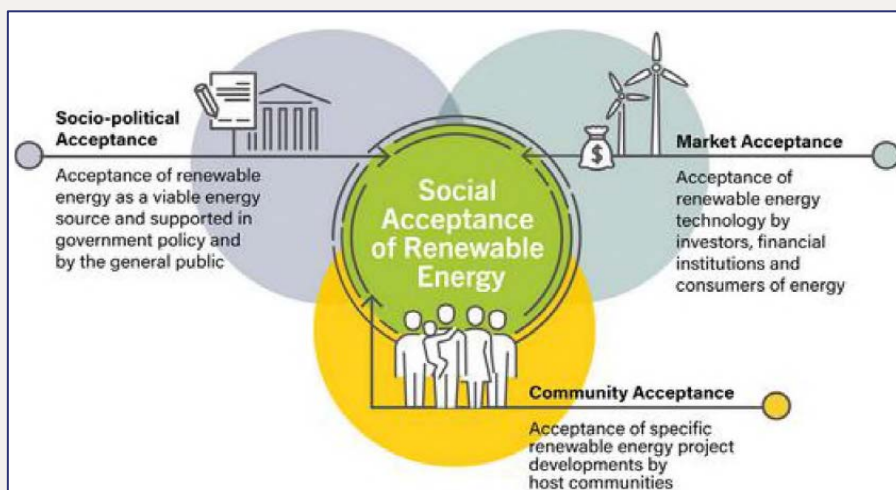 Socio-political
Acceptance
Acceptance of renewable
energy as a viable energy
source and supported in
government policy and
by the general public
Social
Acceptance
of Renewable
Energy
$
Market Acceptance
Acceptance of
renewable energy
technology by
investors, financial
institutions and
consumers of energy
Community Acceptance
Acceptance of specific
renewable energy project
developments by
host communities